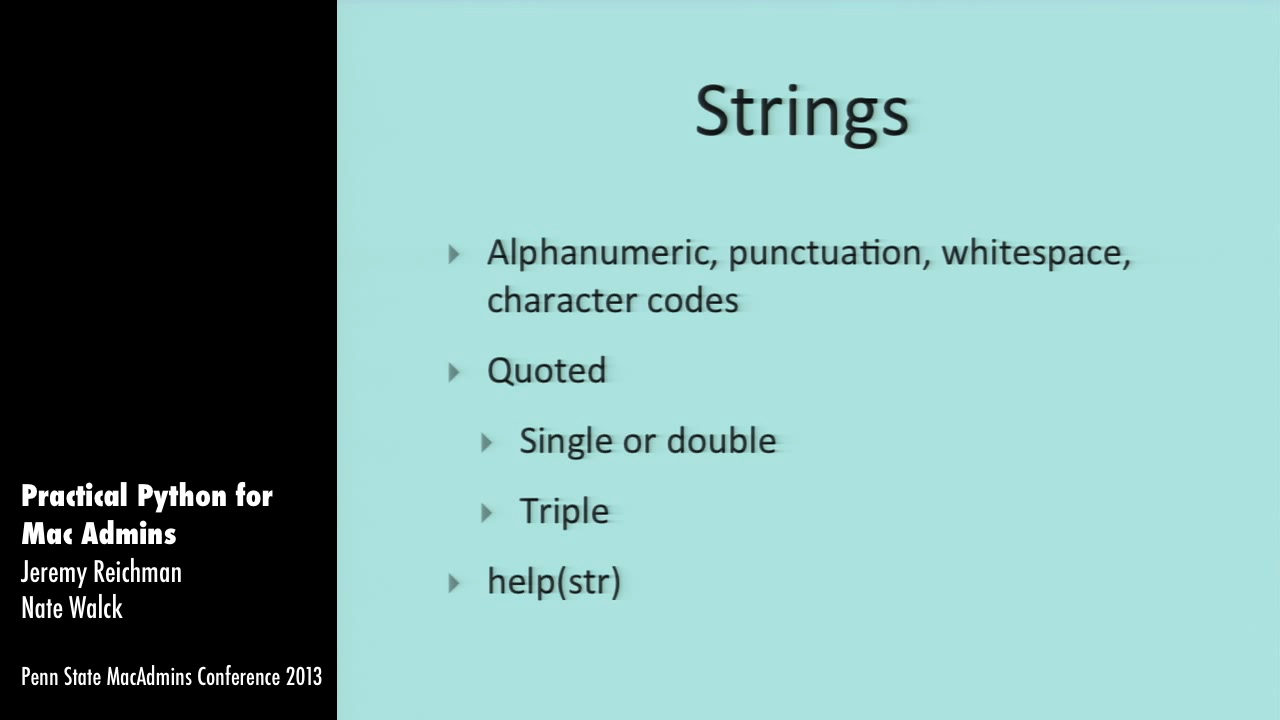 Strings
Alphanumeric, punctuation, whitespace,
character codes
Quoted
Single or double
Triple
help(str)
Practical Python for
Mac Admins
Jeremy Reichman
Nate Walck
Penn State MacAdmins Conference 2013